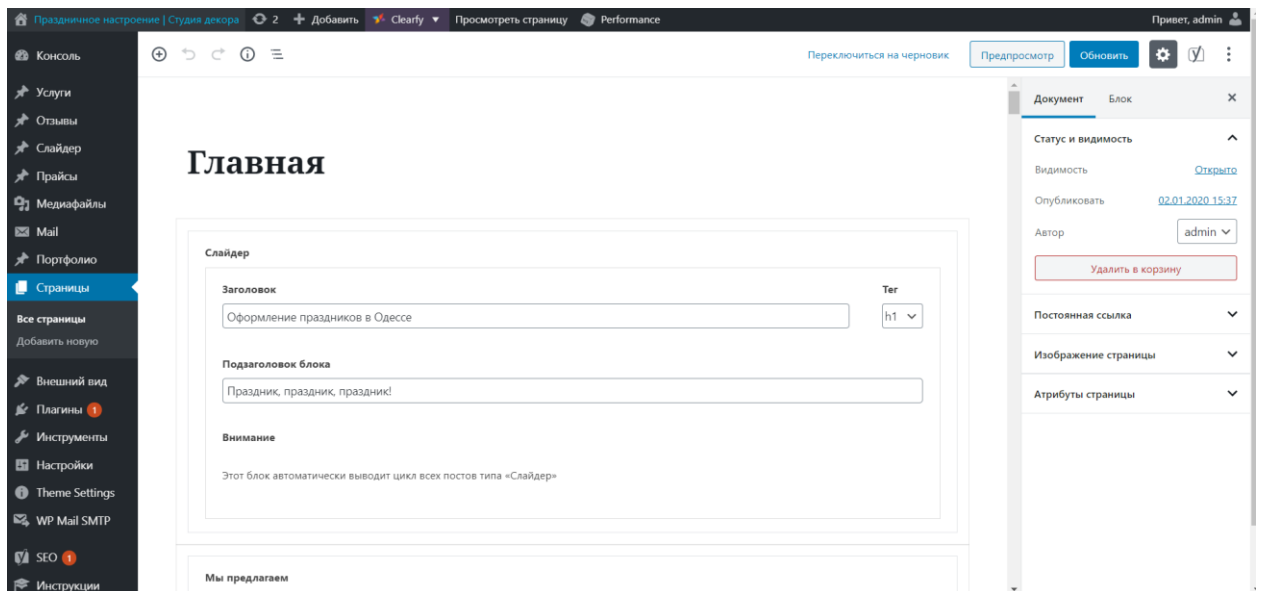 Праздничное настроение | Студия декора 2 Добавить Clearfy Просмотреть страницу Performance Привет, admin
Консоль
Услуги
Отзывы
Слайдер
Прайсы
Медиафайлы
Mail
Портфолио
Страницы
Все страницы
Добавить новую
Внешний вид
Плагины 1
Инструменты
Настройки
Theme Settings
WP Mail SMTP
SEO 1
Инструкции
Переключиться на черновик Предпросмотр Обновить
Главная
Слайдер
Заголовок Тег
Оформление праздников в Одессе h1
Подзаголовок блока
Праздник, праздник, праздник!
Внимание
Этот блок автоматически выводит цикл всех постов типа «Слайдер»
Мы предлагаем
Документ Блок
Статус и видимость
Видимость Открыто
Опубликовать 02.01.2020 15:37
Автор admin
Удалить в корзину
Постоянная ссылка
Изображение страницы
Атрибуты страницы